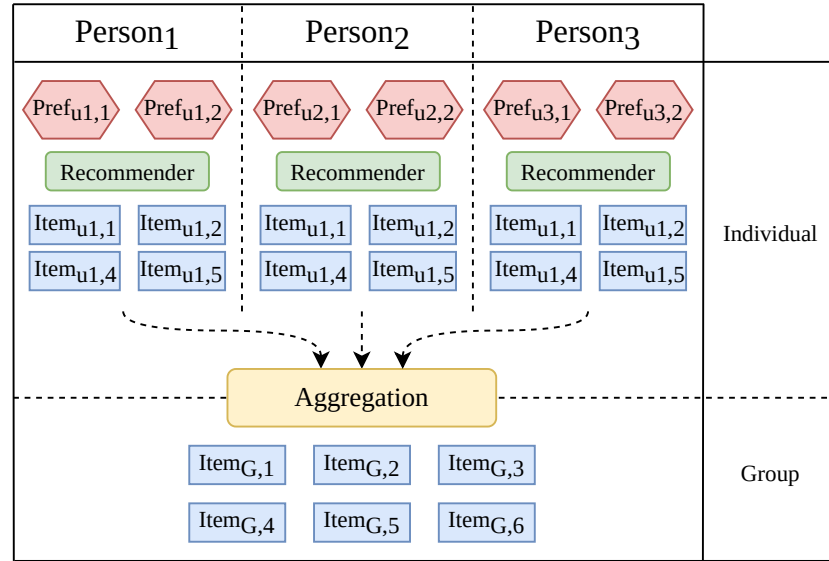 Person1 Person2 Person3
Prefu1,1 Prefu1,2 Prefu2,1 Prefu2,2 Prefu3,1 Prefu3,2
Recommender Recommender Recommender
Itemu1,1 Itemu1,2 Itemu1,1 Itemu1,2 Itemu1,1 Itemu1,2
Individual
Itemu1,4 Itemu1,5 Itemu1,4 Itemu1,5 Itemu1,4 Itemu1,5
Aggregation
ItemG,1 ItemG,2 ItemG,3
Group
ItemG,4 ItemG,5 ItemG,6